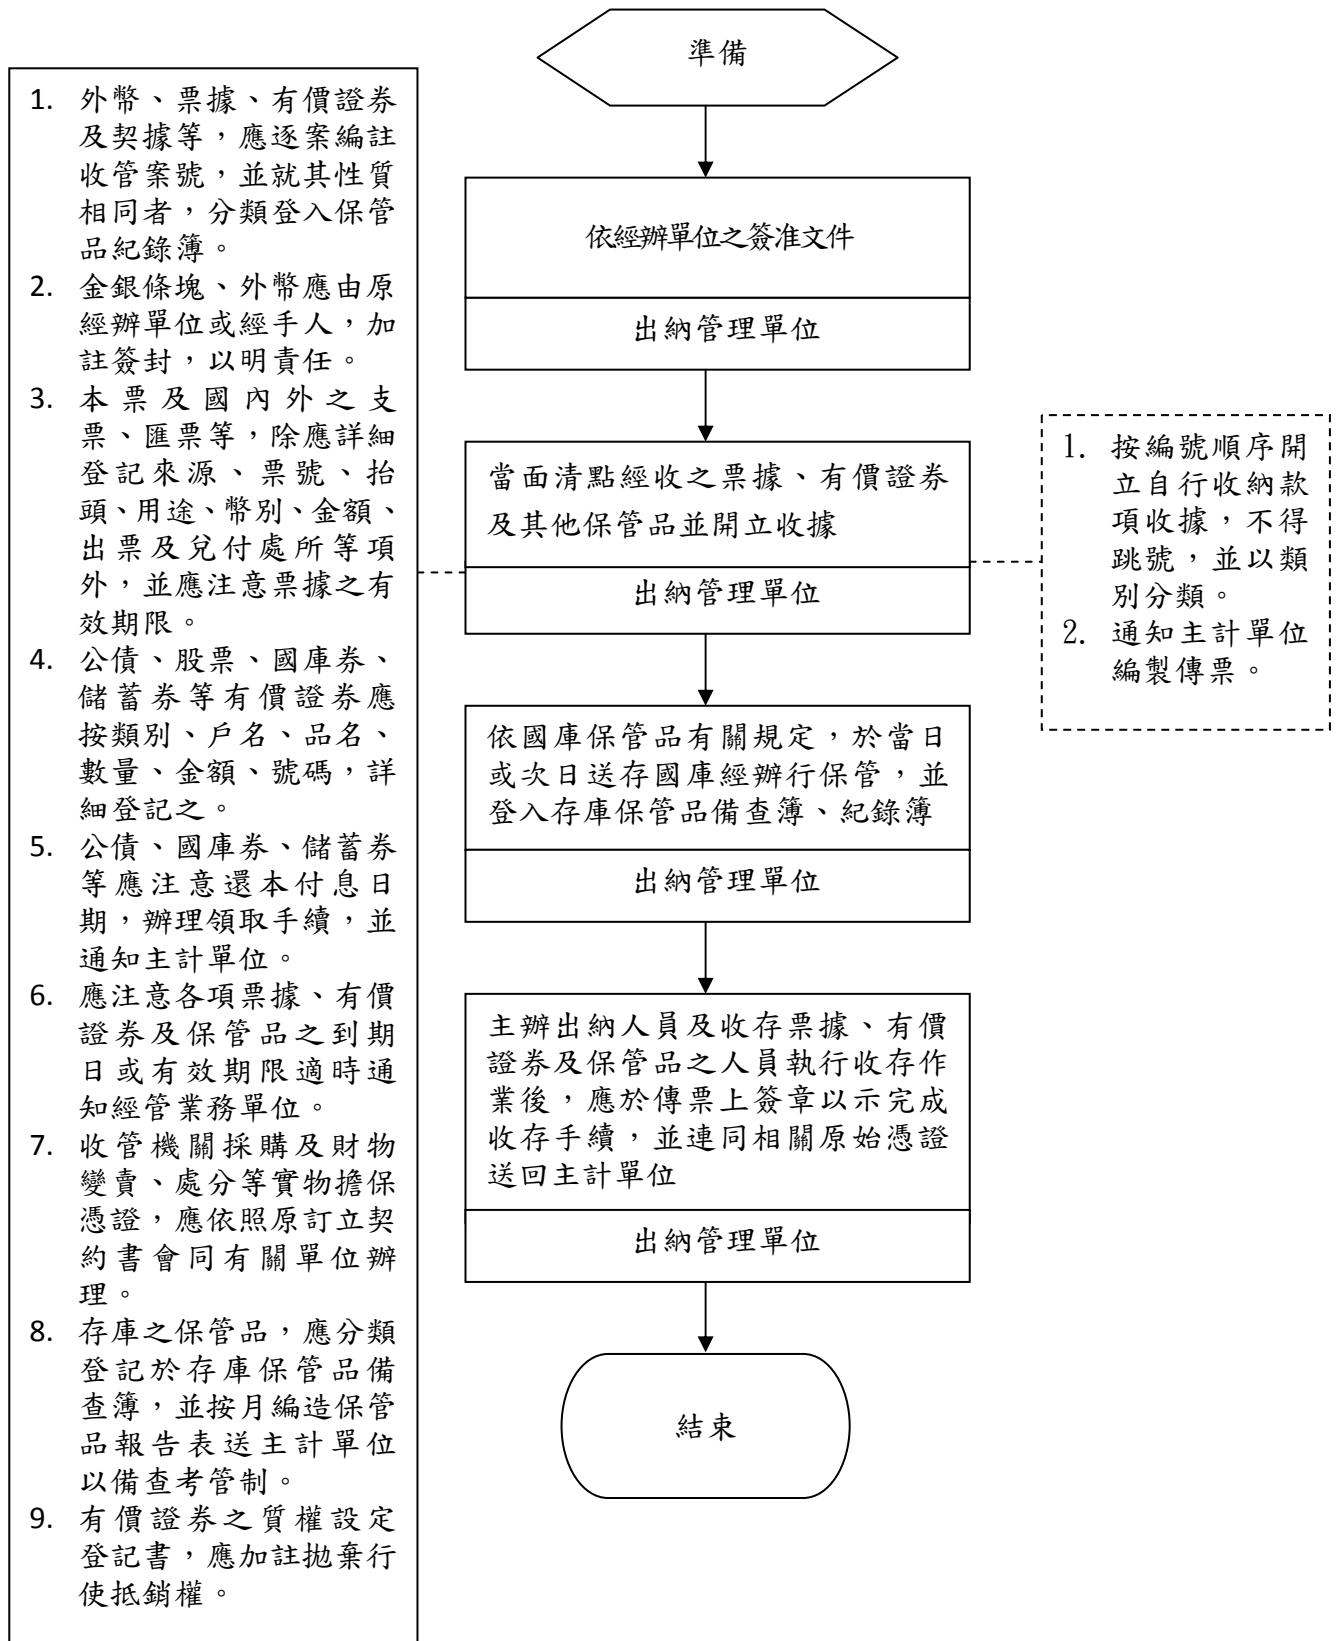 準備
1. 外幣、票據、有價證券
及契據等，應逐案編註
收管案號，並就其性質
相同者，分類登入保管
品紀錄簿。
2. 金銀條塊、外幣應由原
經辦單位或經手人，加
註簽封，以明責任。
3. 本票及國內外之支
票、匯票等，除應詳細
登記來源、票號、抬
頭、用途、幣別、金額、
出票及兌付處所等項
外，並應注意票據之有
效期限。
4. 公債、股票、國庫券、
儲蓄券等有價證券應
按類別、戶名、品名、
數量、金額、號碼，詳
細登記之。
5. 公債、國庫券、儲蓄券
等應注意還本付息日
期，辦理領取手續，並
通知主計單位。
6. 應注意各項票據、有價
證券及保管品之到期
日或有效期限適時通
知經管業務單位。
7. 收管機關採購及財物
變賣、處分等實物擔保
憑證，應依照原訂立契
約書會同有關單位辦
理。
8. 存庫之保管品，應分類
登記於存庫保管品備
查簿，並按月編造保管
品報告表送主計單位
以備查考管制。
9. 有價證券之質權設定
登記書，應加註拋棄行
使抵銷權。
依經辦單位之簽准文件
出納管理單位
當面清點經收之票據、有價證券
及其他保管品並開立收據
出納管理單位
1. 按編號順序開
立自行收納款
項收據，不得
跳號，並以類
別分類。
2. 通知主計單位
編製傳票。
依國庫保管品有關規定，於當日
或次日送存國庫經辦行保管，並
登入存庫保管品備查簿、紀錄簿
出納管理單位
主辦出納人員及收存票據、有價
證券及保管品之人員執行收存作
業後，應於傳票上簽章以示完成
收存手續，並連同相關原始憑證
送回主計單位
出納管理單位
結束